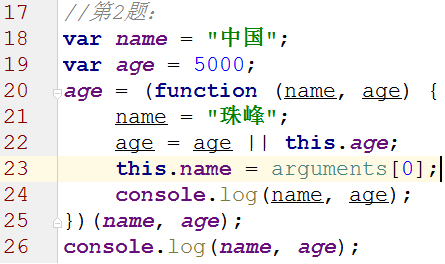 17 //第2题:
18 var name = "中国";
19 var age = 5000;
20 age = (function (name, age) {
21 name = "珠峰";
22 age = age || this.age;
23 this.name = arguments[0];
24 console.log(name, age);
25 })(name, age);
26 console.log(name, age);